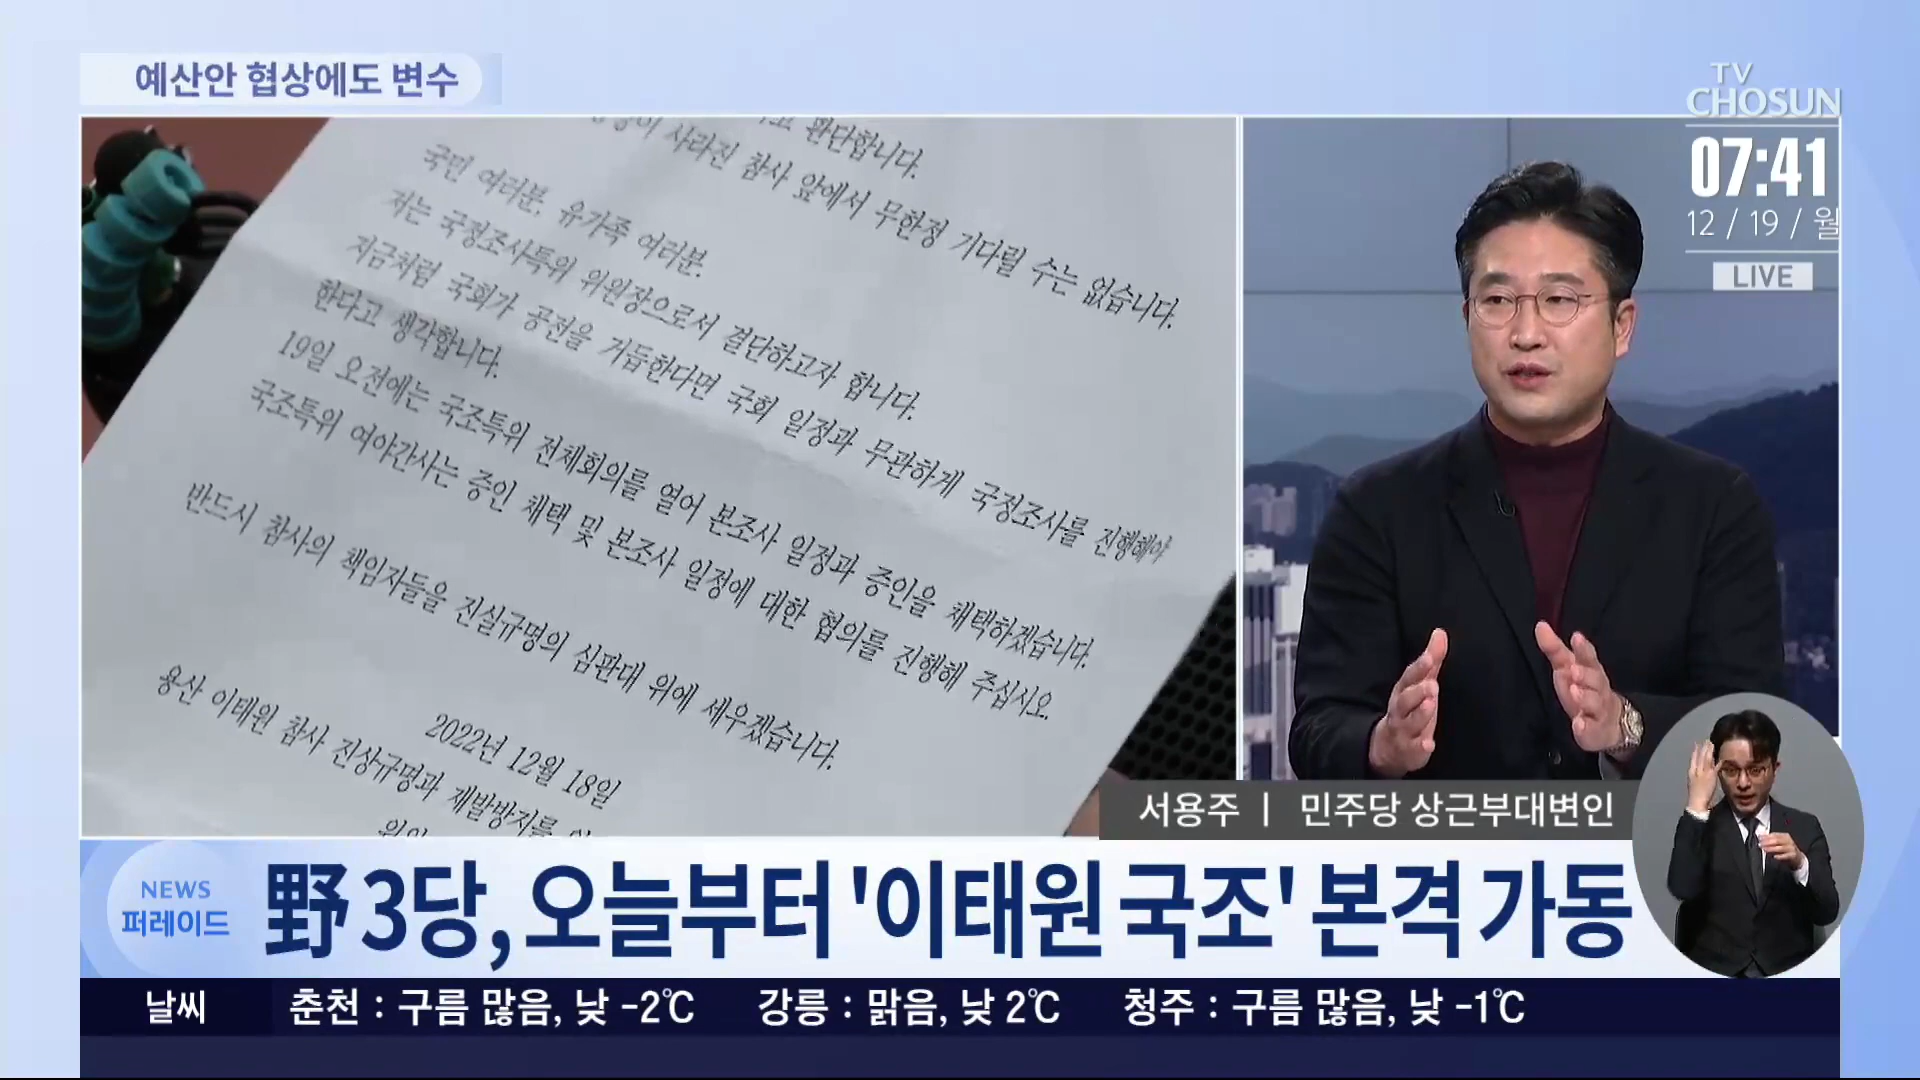 예산안 협상에도 변수
TV
CHOSUN
07:41
12 / 19 / 월
LIVE
환단합니다.
사라진 참사 앞에서 무한정 기다릴 수는 없습니다.
국민 여러분. 유가족 여러분.
저는 국정조사특위 위원장으로서 결단하고자 합니다.
지금처럼 국회가 공전을 거듭한다면 국회 일정과 무관하게 국정조사를 진행해야
한다고 생각합니다.
19일 오전에는 국조특위 전체회의를 열어 본조사 일정과 증인을 채택하겠습니다.
국조특위 여야간사는 증인 채택 및 본조사 일정에 대한 협의를 진행해 주십시오.
반드시 참사의 책임자들을 진실규명의 심판대 위에 세우겠습니다.
2022년 12월 18일
용산 이태원 참사 진상규명과 재발방지를
서용주 | 민주당 상근부대변인
NEWS
퍼레이드
野 3당, 오늘부터 '이태원 국조' 본격 가동
날씨 춘천 : 구름 많음, 낮 -2℃ 강릉 : 맑음, 낮 2℃ 청주 : 구름 많음, 낮 -1℃